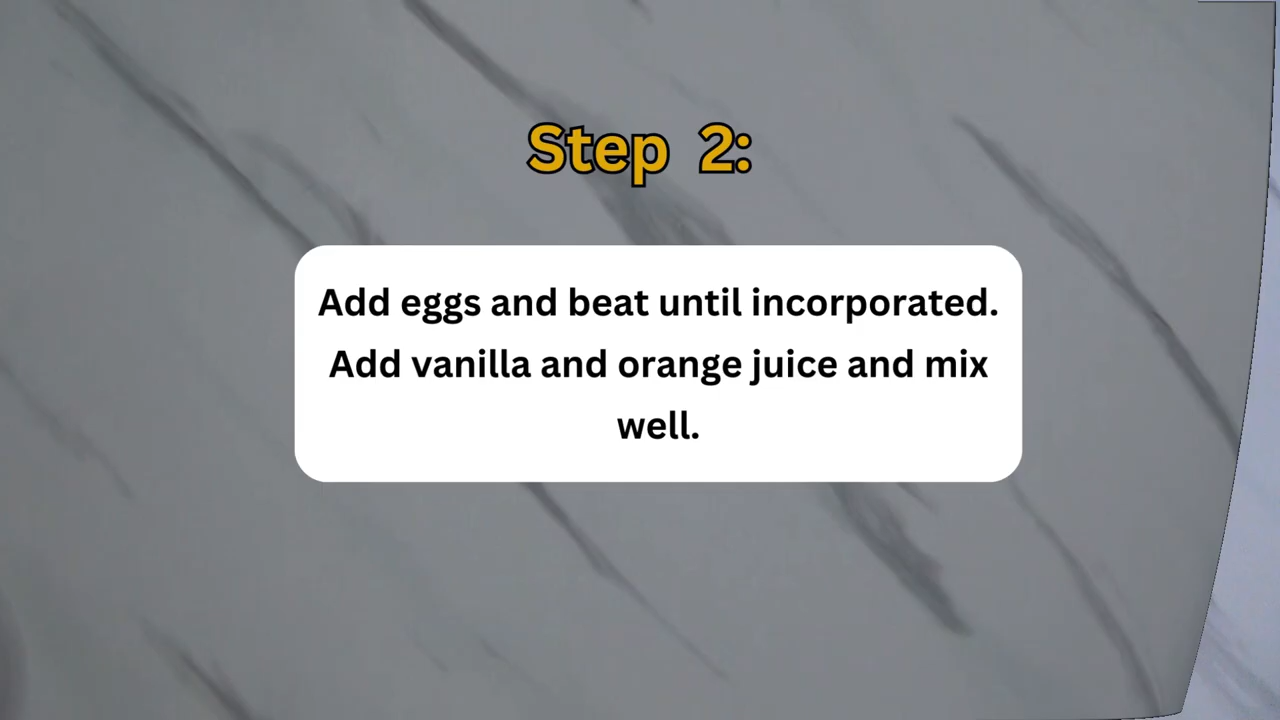 Step 2:
Add eggs and beat until incorporated.
Add vanilla and orange juice and mix
well.